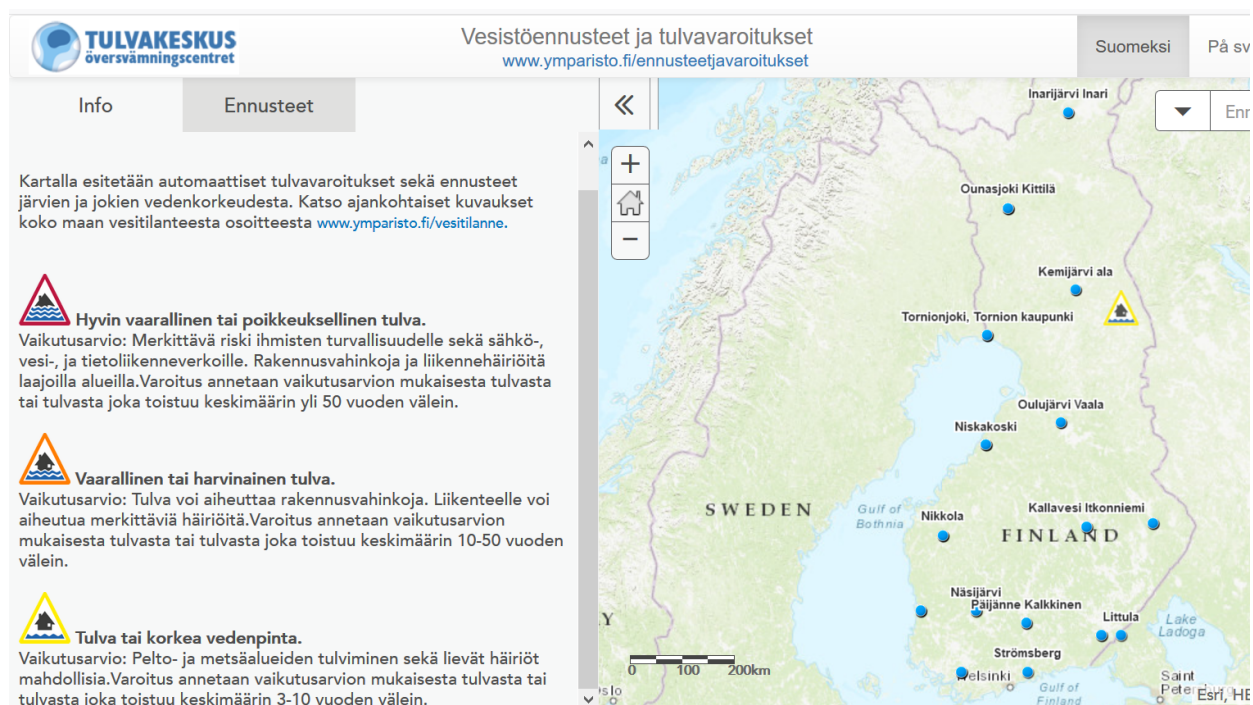 TULVAKESKUS
översvämningscentret
Vesistöennusteet ja tulvavaroitukset
www.ymparisto.fi/ennusteetjavaroitukset
Suomeksi
På sv
Info
Ennusteet
Enn
Kartalla esitetään automaattiset tulvavaroitukset sekä ennusteet
järvien ja jokien vedenkorkeudesta. Katso ajankohtaiset kuvaukset
koko maan vesitilanteesta osoitteesta www.ymparisto.fi/vesitilanne.
Hyvin vaarallinen tai poikkeuksellinen tulva.
Vaikutusarvio: Merkittävä riski ihmisten turvallisuudelle sekä sähkö-,
vesi-, ja tietoliikenneverkoille. Rakennusvahinkoja ja liikennehäiriöitä
laajoilla alueilla.Varoitus annetaan vaikutusarvion mukaisesta tulvasta
tai tulvasta joka toistuu keskimäärin yli 50 vuoden välein.
Vaarallinen tai harvinainen tulva.
Vaikutusarvio: Tulva voi aiheuttaa rakennusvahinkoja. Liikenteelle voi
aiheutua merkittäviä häiriöitä.Varoitus annetaan vaikutusarvion
mukaisesta tulvasta tai tulvasta joka toistuu keskimäärin 10-50 vuoden
välein.
Tulva tai korkea vedenpinta.
Vaikutusarvio: Pelto- ja metsäalueiden tulviminen sekä lievät häiriöt
mahdollisia.Varoitus annetaan vaikutusarvion mukaisesta tulvasta tai
tulvasta joka toistuu keskimäärin 3-10 vuoden välein.
Inarijärvi Inari
Ounasjoki Kittilä
Kemijärvi ala
Tornionjoki, Tornion kaupunki
Oulujärvi Vaala
Niskakoski
SWEDEN
Gulf of
Bothnia
Nikkola
Kallavesi Itkonniemi
FINLAND
Näsijärvi
Päijänne Kalkkinen
Littula
Lake
Ladoga
Strömsberg
0 100 200km
Helsinki
Gulf of
Finland
Saint
Petersburg
Esri, HE